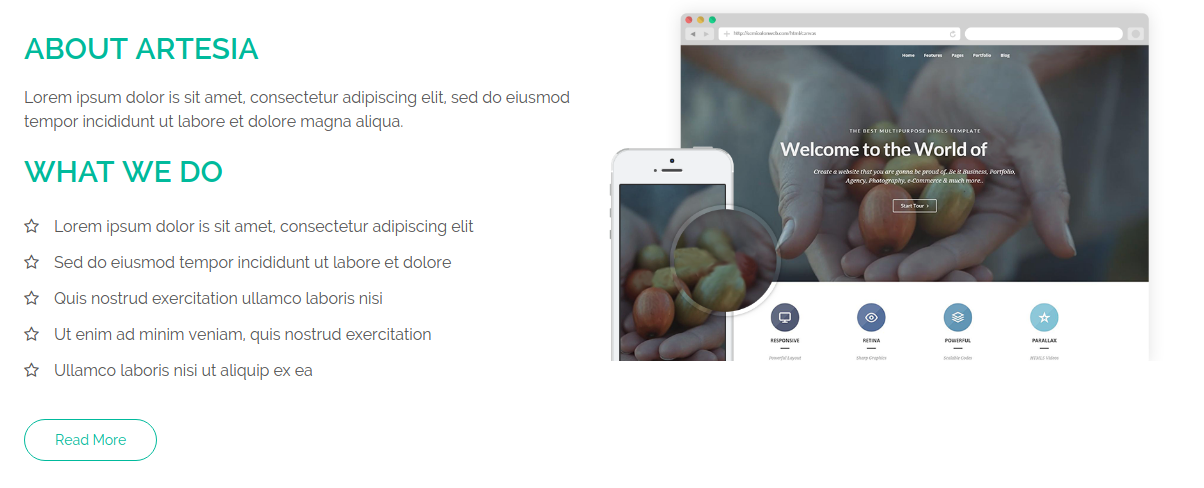 ABOUT ARTESIA
Lorem ipsum dolor is sit amet, consectetur adipiscing elit, sed do eiusmod
tempor incididunt ut labore et dolore magna aliqua.
WHAT WE DO
Lorem ipsum dolor is sit amet, consectetur adipiscing elit
Sed do eiusmod tempor incididunt ut labore et dolore
Quis nostrud exercitation ullamco laboris nisi
Ut enim ad minim veniam, quis nostrud exercitation
Ullamco laboris nisi ut aliquip ex ea
Read More
Home Features Pages Portfolio Blog
THE BEST MULTIPURPOSE HTML5 TEMPLATE
Welcome to the World of
Create a website that you are gonna be proud of. Be it Business, Portfolio,
Agency, Photography, e-Commerce & much more..
Start Tour ›
RESPONSIVE RETINA POWERFUL PARALLAX
Powerful Layout Sharp Graphics Scalable Codes HTML5 Videos